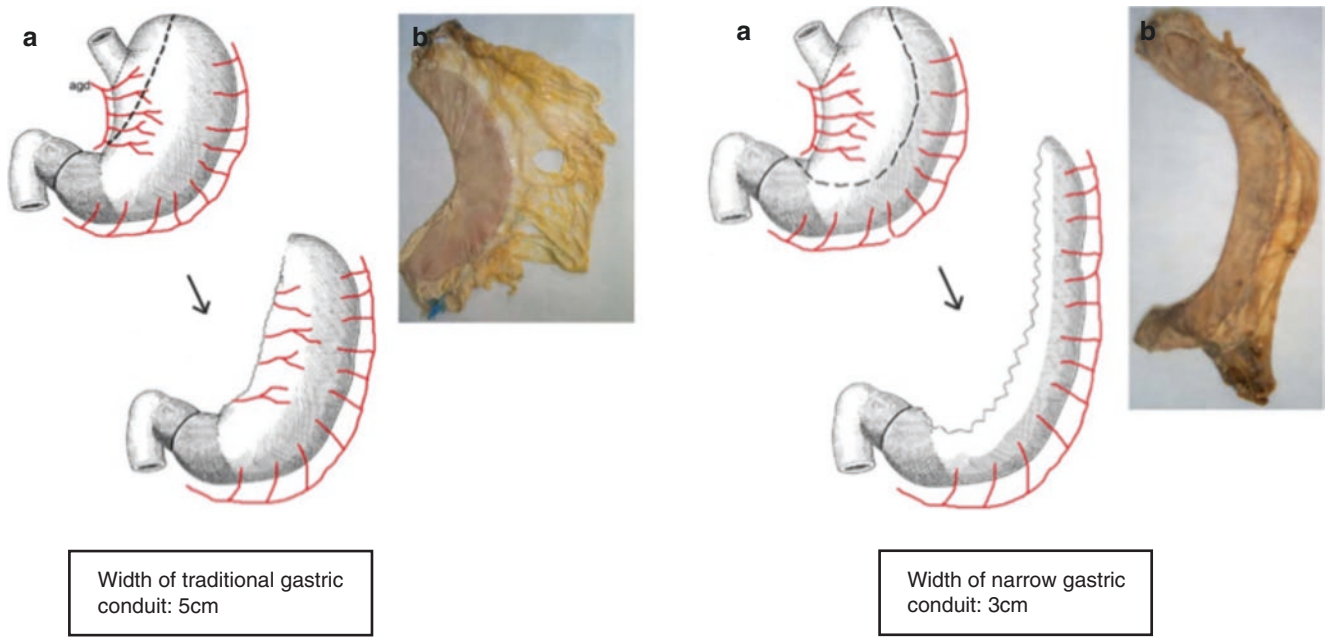 a
b
agd
Width of traditional gastric
conduit: 5cm
a
b
Width of narrow gastric
conduit: 3cm